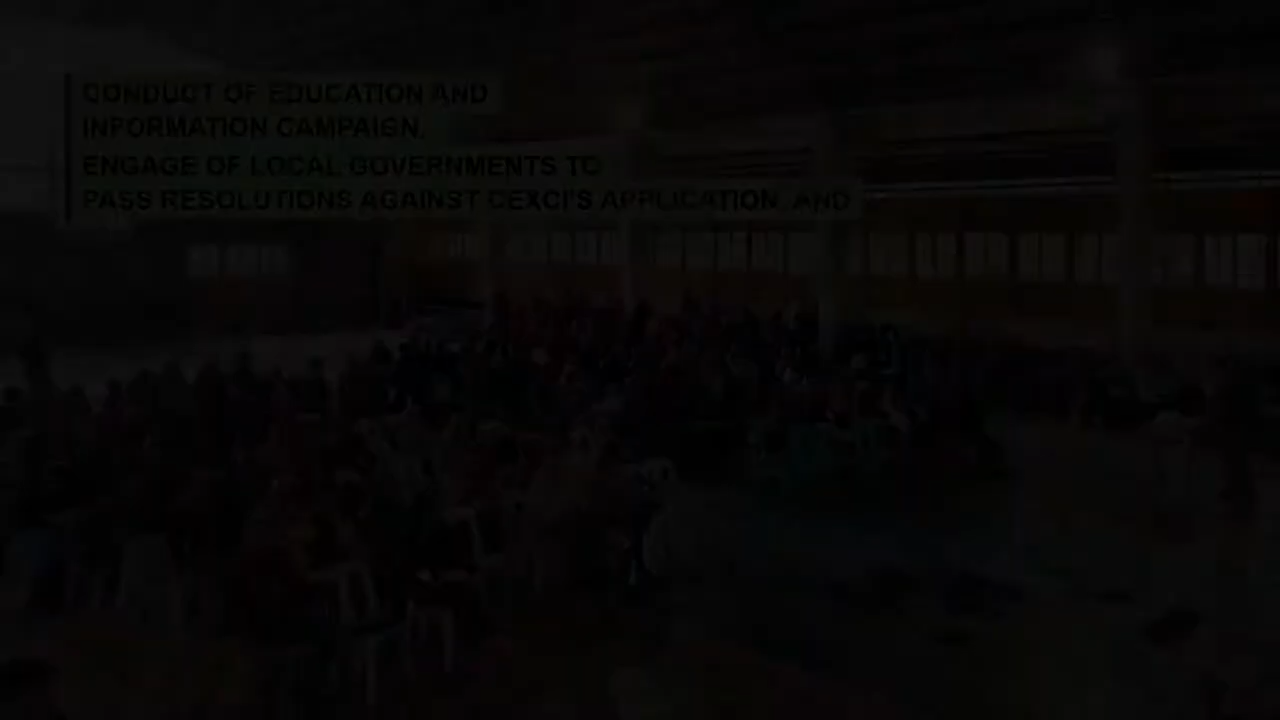 CONDUCT OF EDUCATION AND
INFORMATION CAMPAIGN,
ENGAGE OF LOCAL GOVERNMENTS TO
PASS RESOLUTIONS AGAINST CEXCI'S APPLICATION, AND